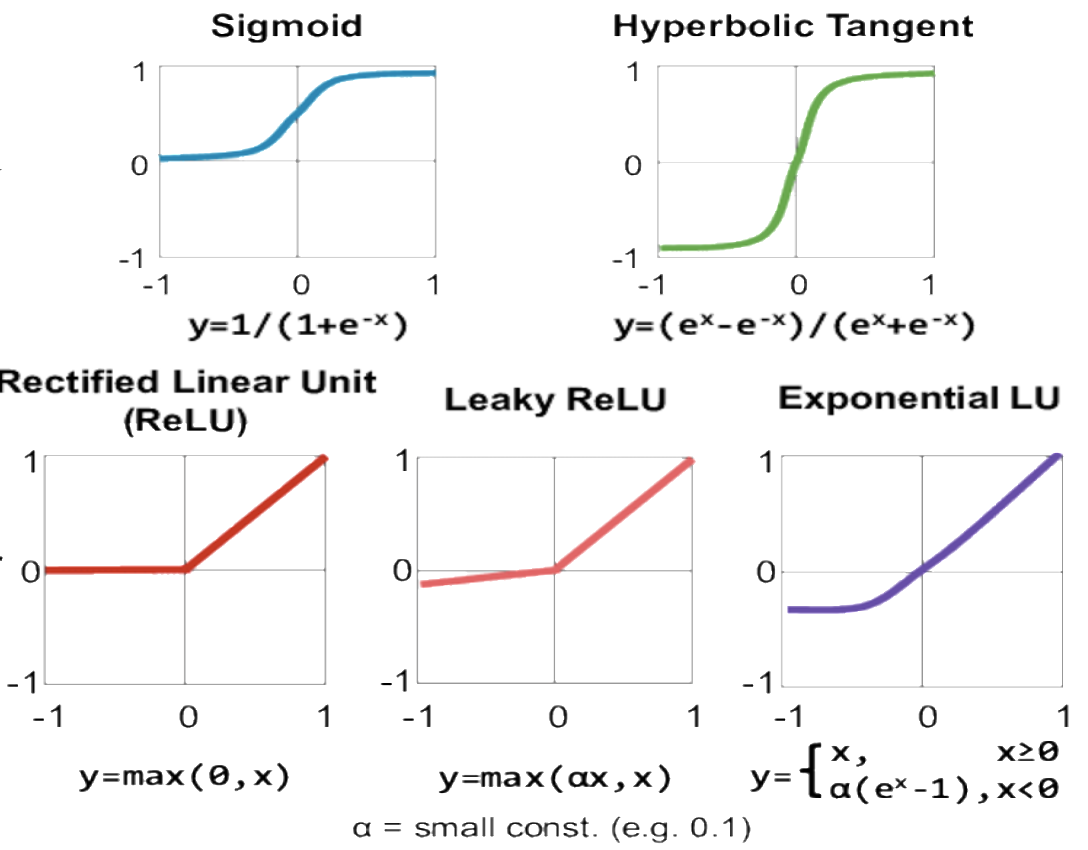 Sigmoid
1
0
-1
-1 0 1
y=1/(1+e⁻ˣ)
Hyperbolic Tangent
1
0
-1
-1 0 1
y=(eˣ-e⁻ˣ)/(eˣ+e⁻ˣ)
Rectified Linear Unit
(ReLU)
1
0
-1
-1 0 1
y=max(0,x)
Leaky ReLU
1
0
-1
-1 0 1
y=max(αx,x)
Exponential LU
1
0
-1
-1 0 1
y={x, x≥0
α(eˣ-1),x<0
α = small const. (e.g. 0.1)